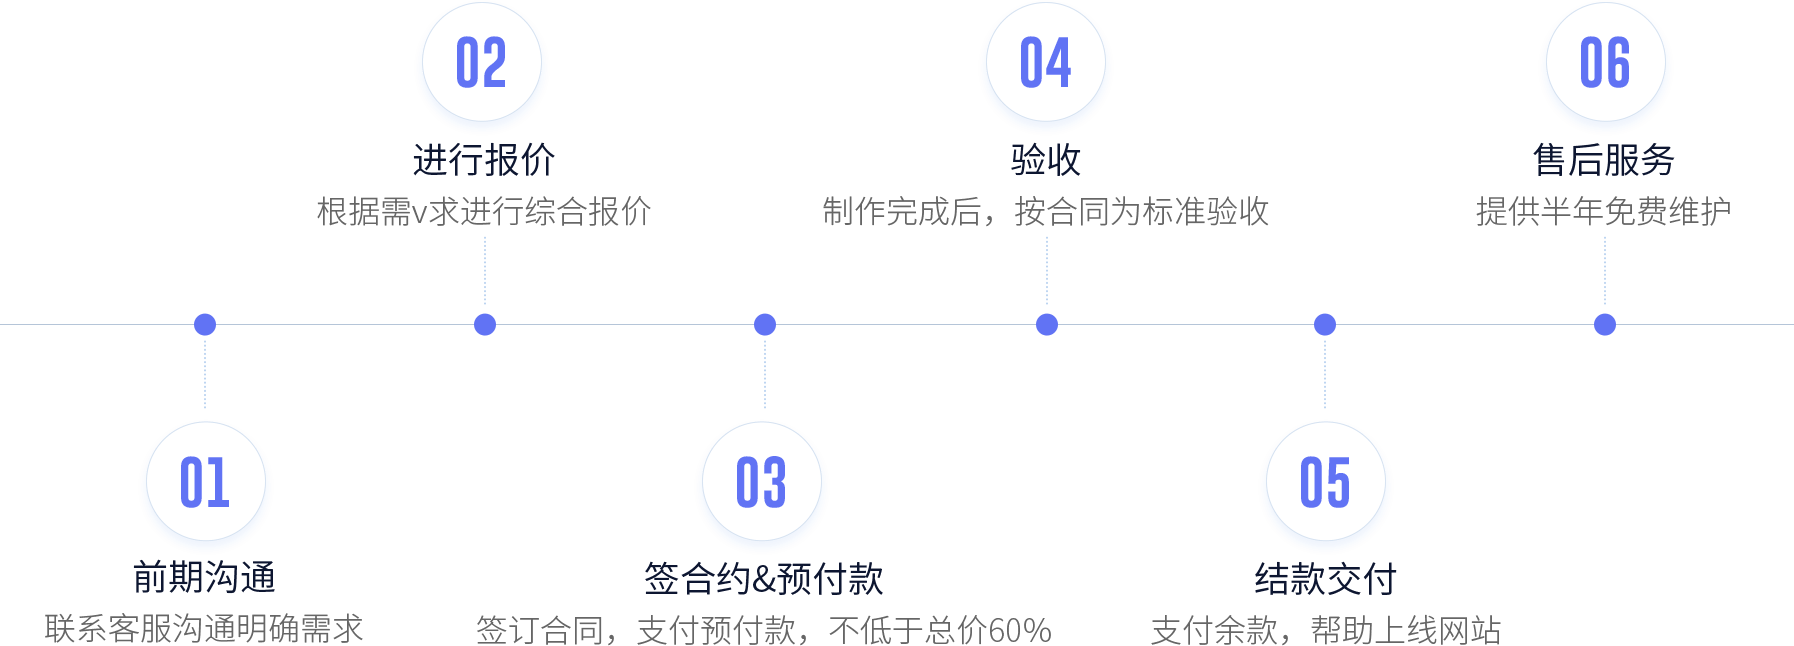 01
前期沟通
联系客服沟通明确需求
02
进行报价
根据需v求进行综合报价
03
签合约&预付款
签订合同，支付预付款，不低于总价60%
04
验收
制作完成后，按合同为标准验收
05
结款交付
支付余款，帮助上线网站
06
售后服务
提供半年免费维护